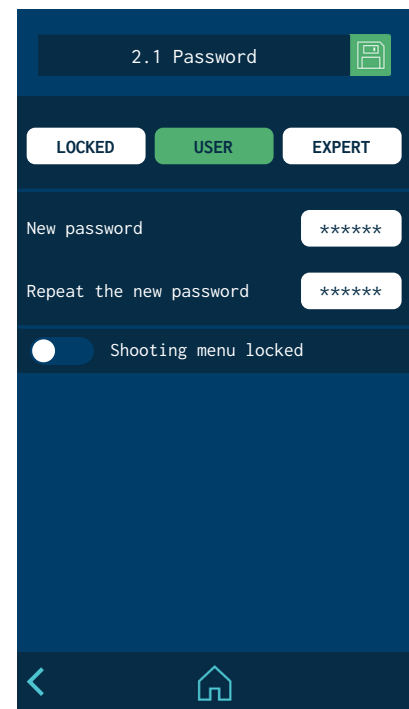 2.1 Password
LOCKED USER EXPERT
New password ******
Repeat the new password ******
Shooting menu locked